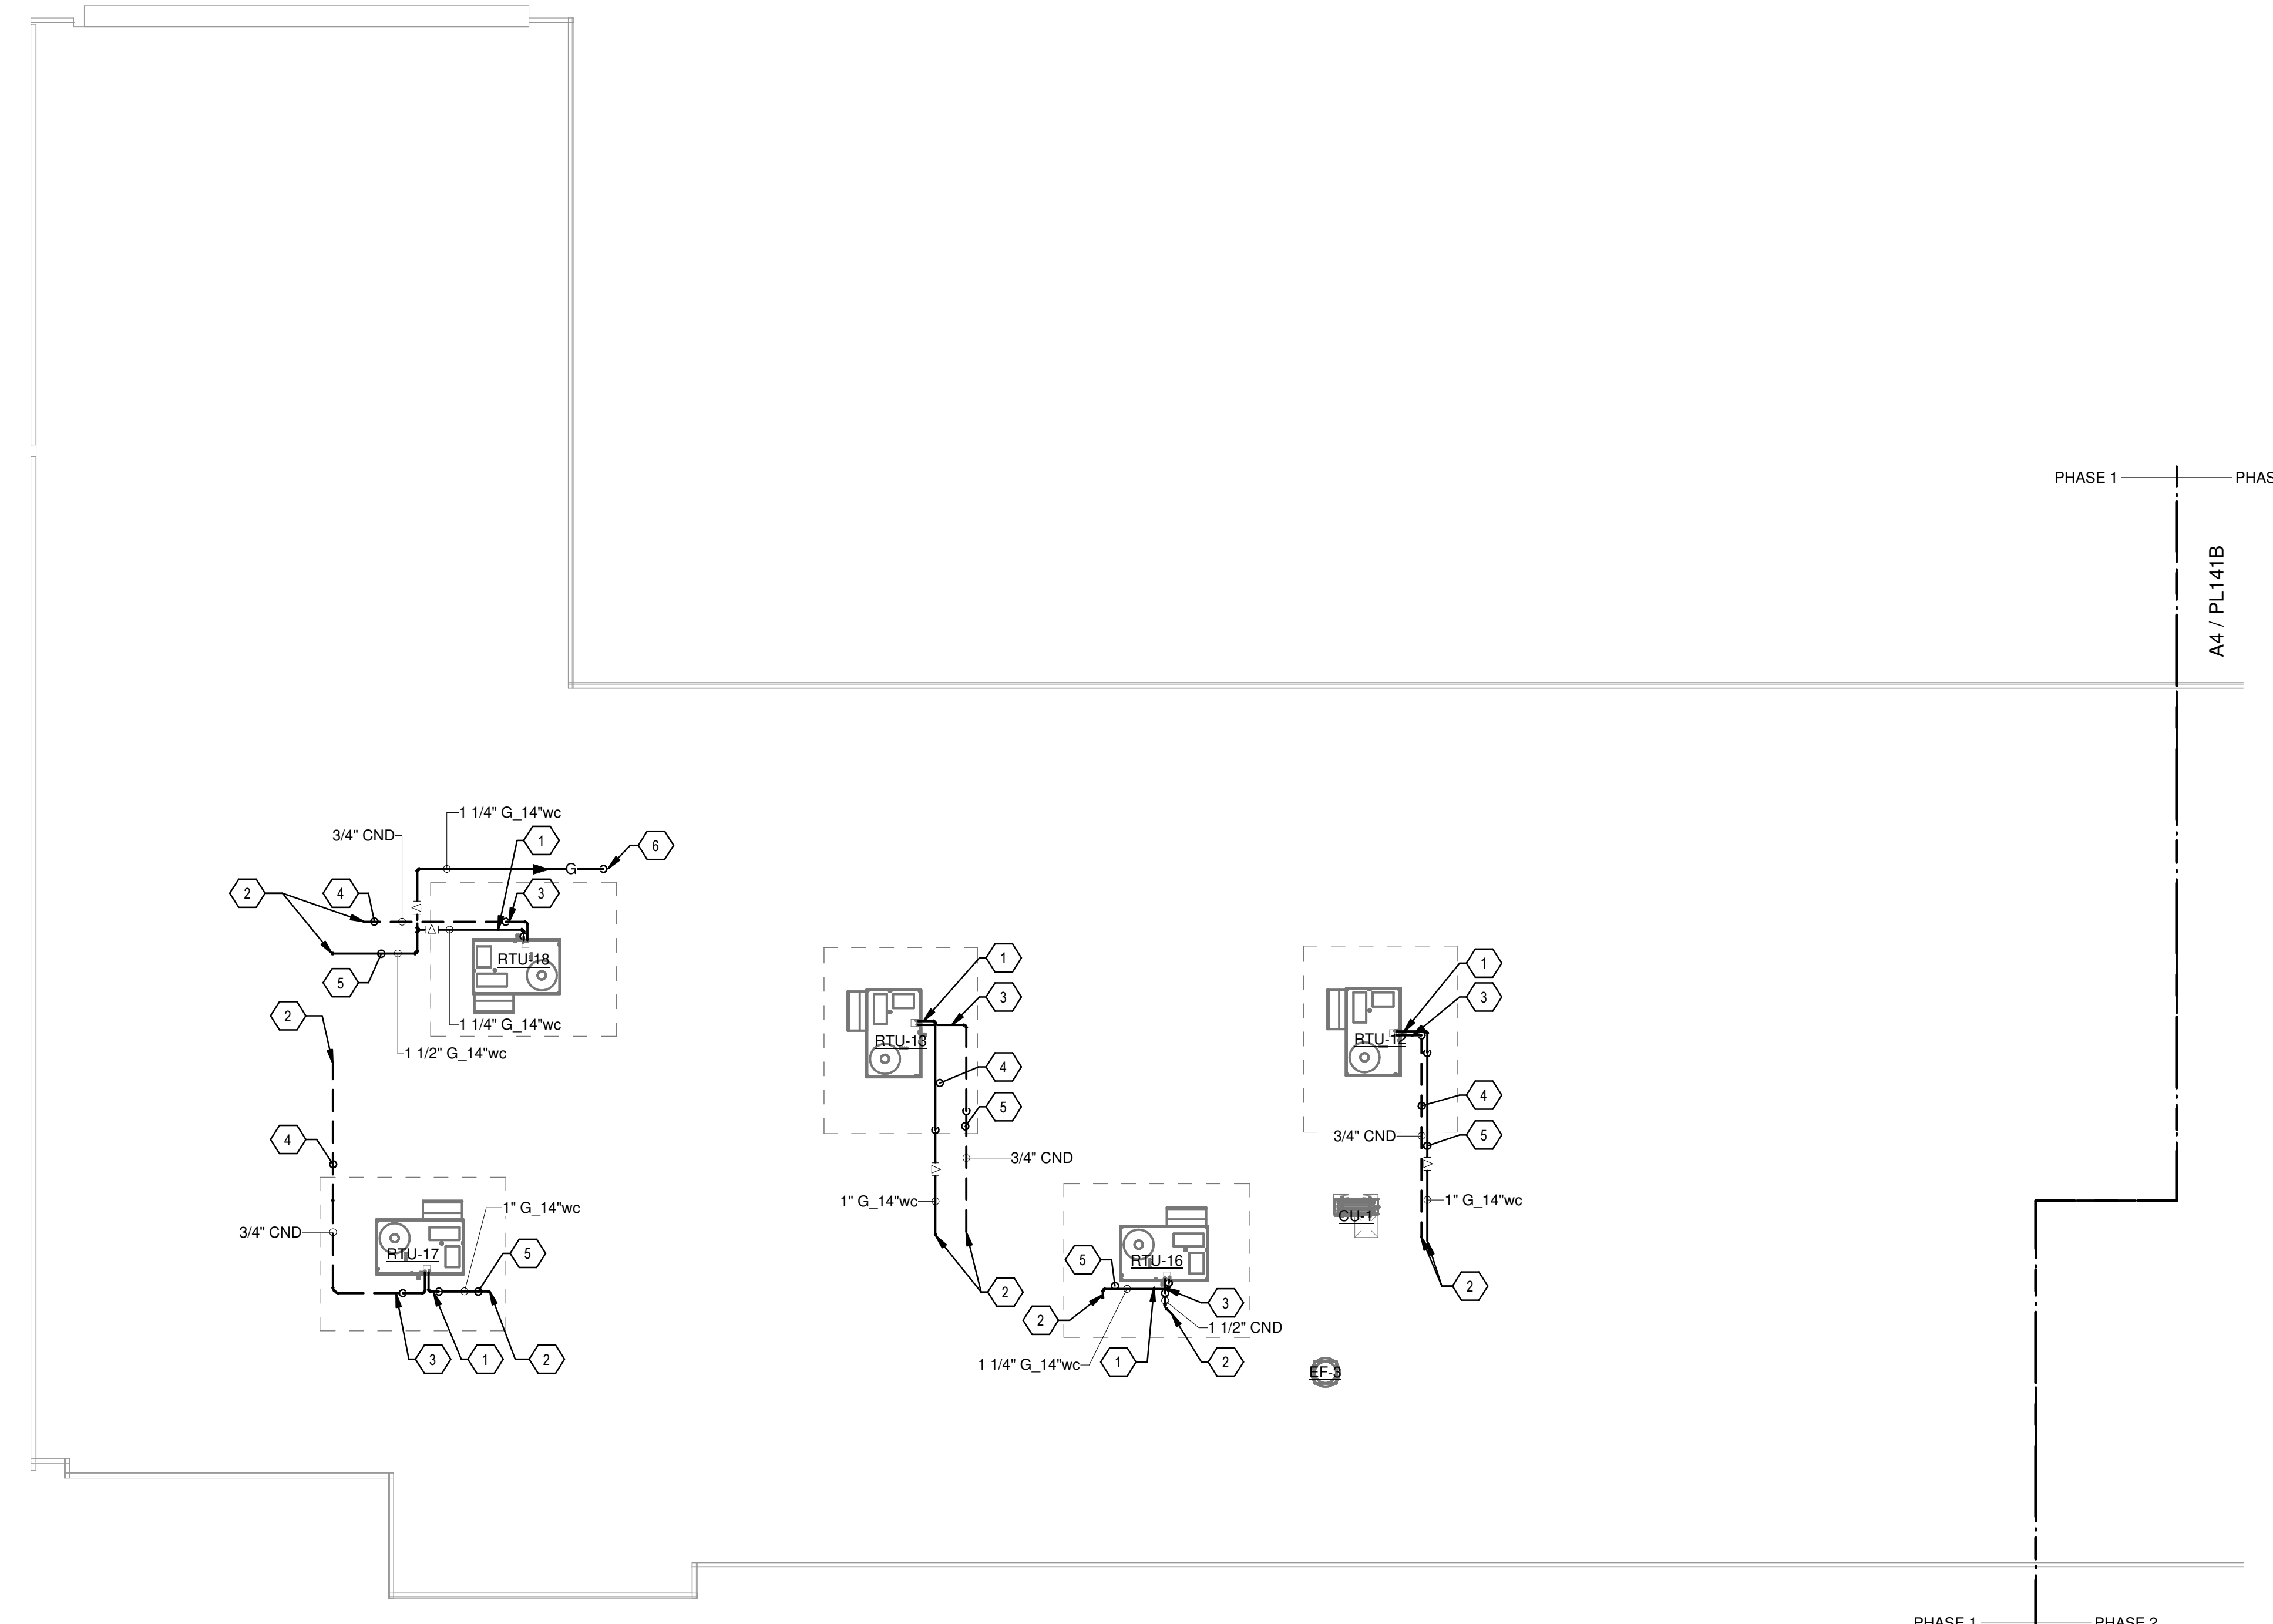 PHASE 1
A4 / PL141B
1 1/4" G_14"wc
3/4" CND
1
6
G
2
4
3
RTU-18
5
1 1/4" G_14"wc
1 1/2" G_14"wc
2
4
3/4" CND
1" G_14"wc
RTU-17
5
3
1
2
1
3
RTU-13
4
5
3/4" CND
1" G_14"wc
2
5
RTU-16
2
3
1 1/2" CND
1 1/4" G_14"wc
1
2
1
3
RTU-12
4
3/4" CND
5
1" G_14"wc
CU-1
2
EF-3
PHASE 1
PHASE 2